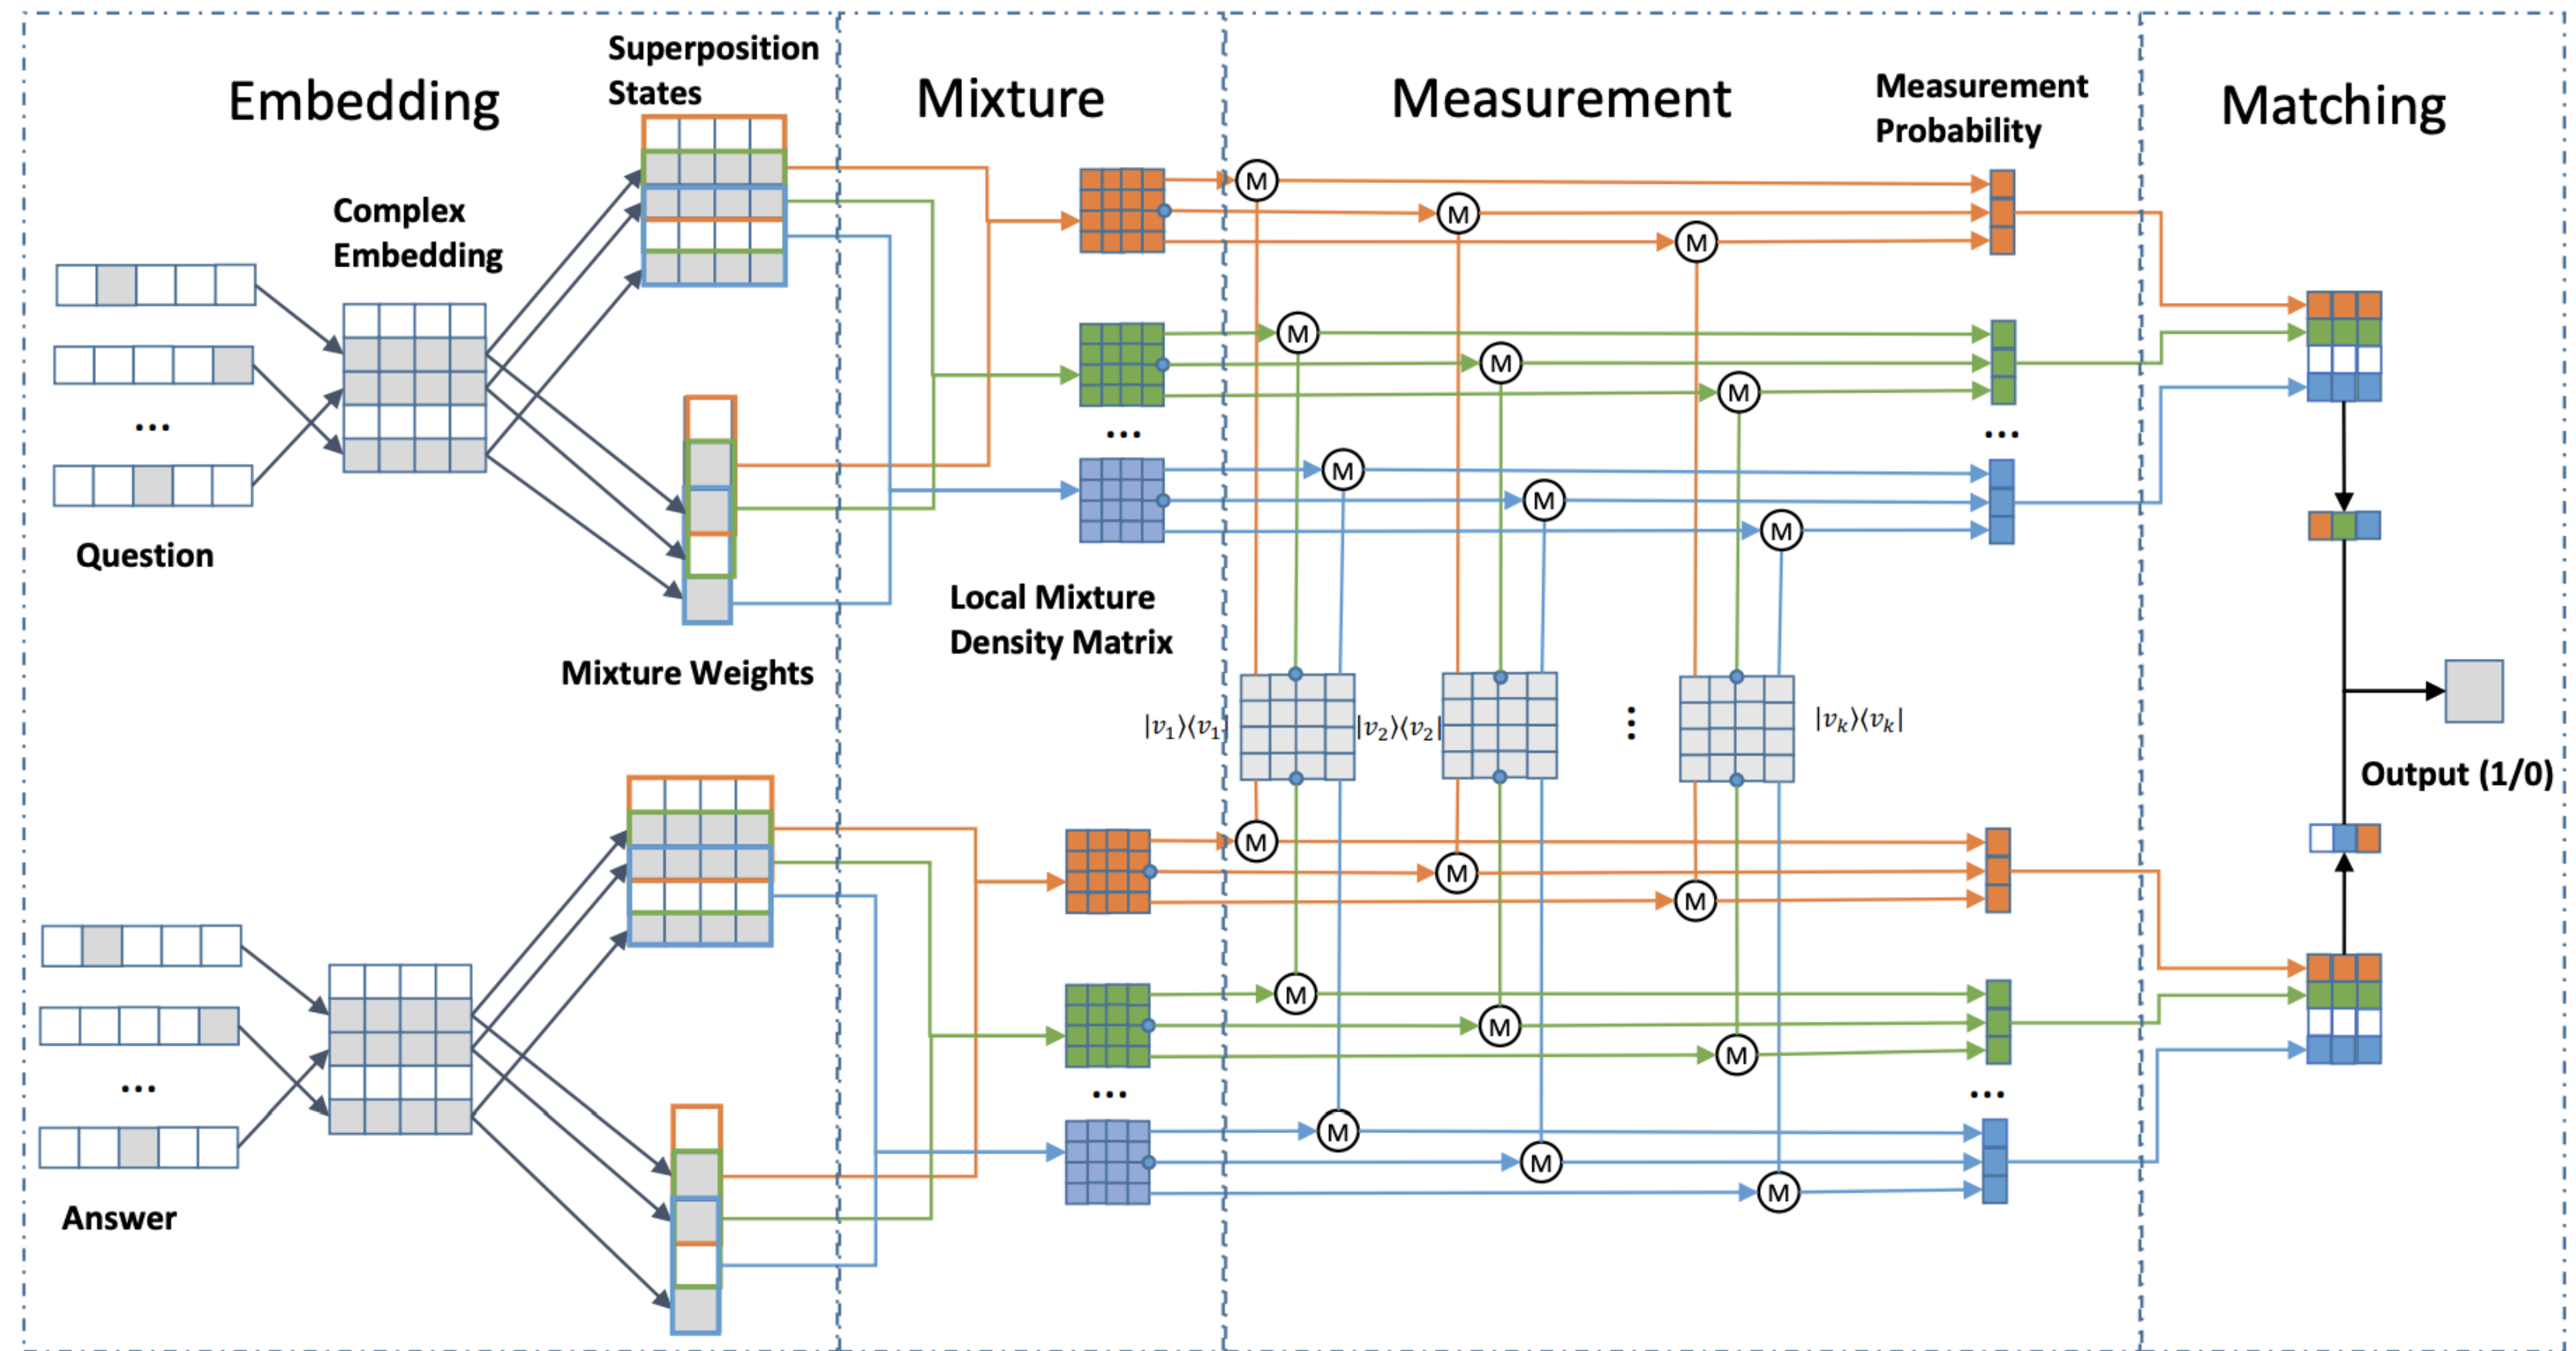 Embedding
Superposition
States
Mixture
Measurement
Measurement
Probability
Matching
Complex
Embedding
...
Question
Mixture Weights
Local Mixture
Density Matrix
...
...
M
M
M
M
M
M
M
M
M
|v₁⟩⟨v₁|
|v₂⟩⟨v₂|
⋮
|vₖ⟩⟨vₖ|
Output (1/0)
M
M
M
M
M
M
M
M
M
...
...
...
Answer